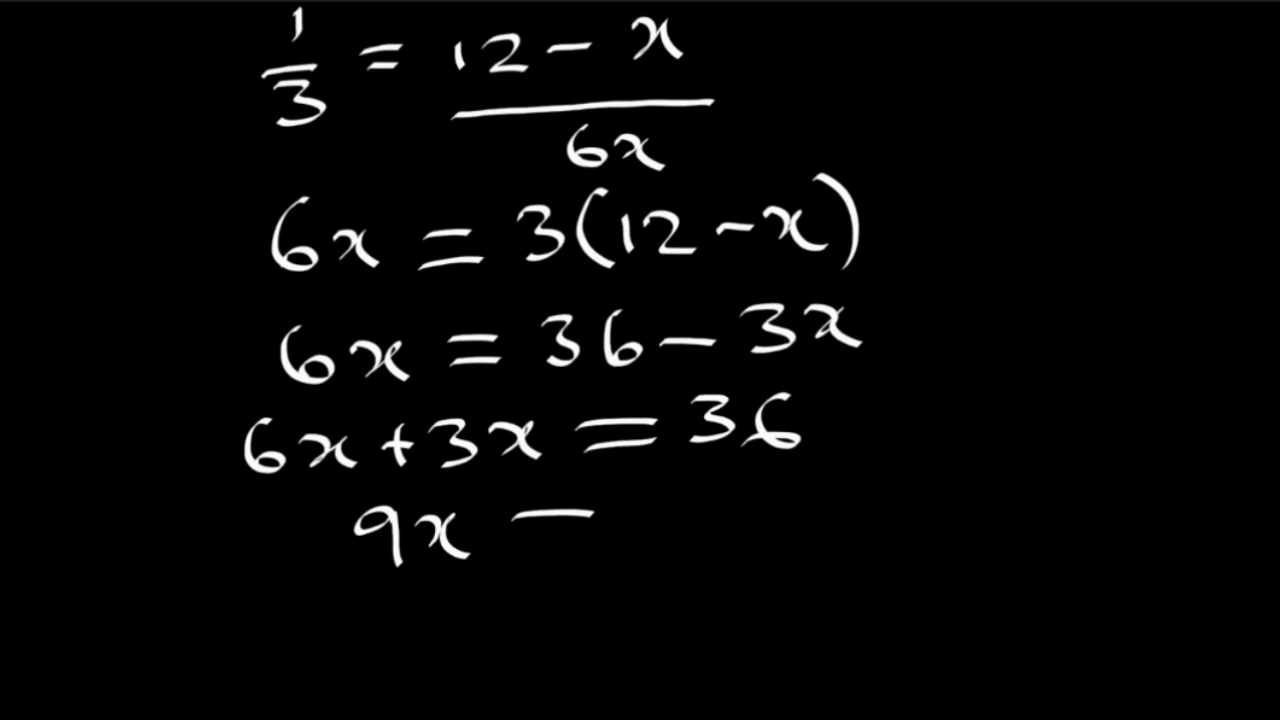 1/3 = (12 - x)/6x
6x = 3(12 - x)
6x = 36 - 3x
6x + 3x = 36
9x -